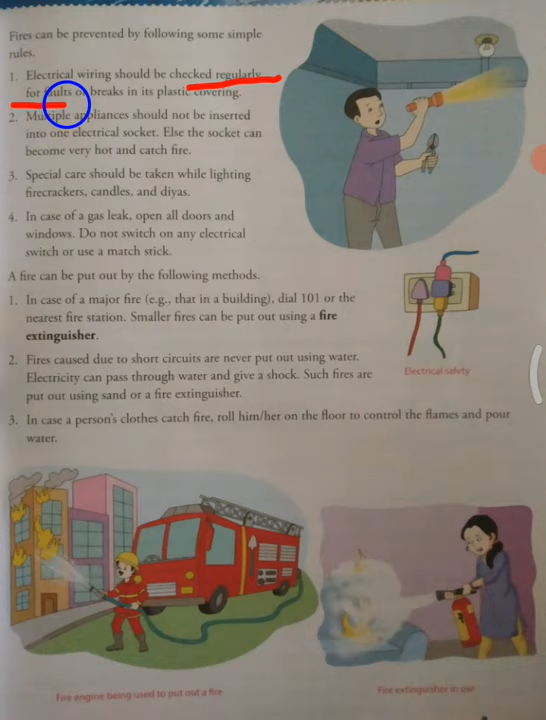 Fires can be prevented by following some simple
rules.
1. Electrical wiring should be checked regularly
for faults or breaks in its plastic covering.
2. Multiple appliances should not be inserted
into one electrical socket. Else the socket can
become very hot and catch fire.
3. Special care should be taken while lighting
firecrackers, candles, and diyas.
4. In case of a gas leak, open all doors and
windows. Do not switch on any electrical
switch or use a match stick.
A fire can be put out by the following methods.
1. In case of a major fire (e.g., that in a building), dial 101 or the
nearest fire station. Smaller fires can be put out using a fire
extinguisher.
2. Fires caused due to short circuits are never put out using water.
Electricity can pass through water and give a shock. Such fires are
put out using sand or a fire extinguisher.
Electrical safety
3. In case a person's clothes catch fire, roll him/her on the floor to control the flames and pour
water.
Fire engine being used to put out a fire
Fire extinguisher in use